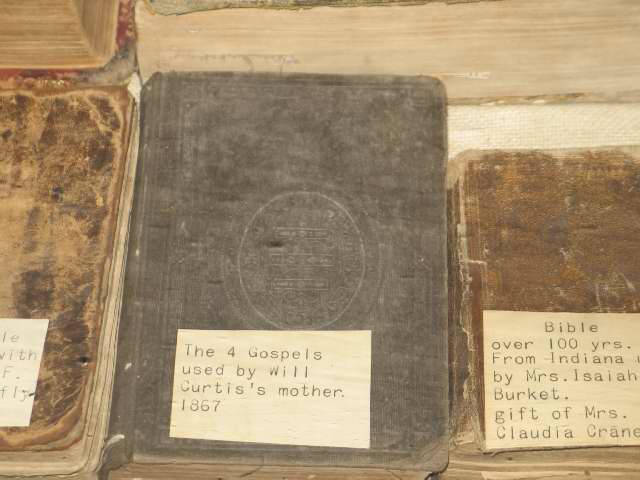 The 4 Gospels
used by Will
Curtis's mother.
1867
Bible
over 100 yrs.
From Indiana
by Mrs.Isaiah
Burket.
gift of Mrs.
Claudia Crane
with
F.